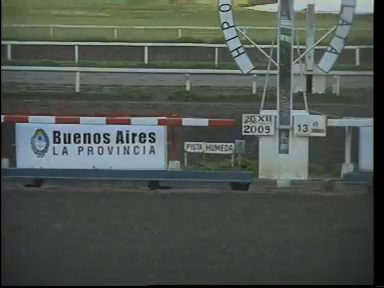 HIPO
Buenos Aires
LA PROVINCIA
PISTA HUMEDA
20 XII
2009
13